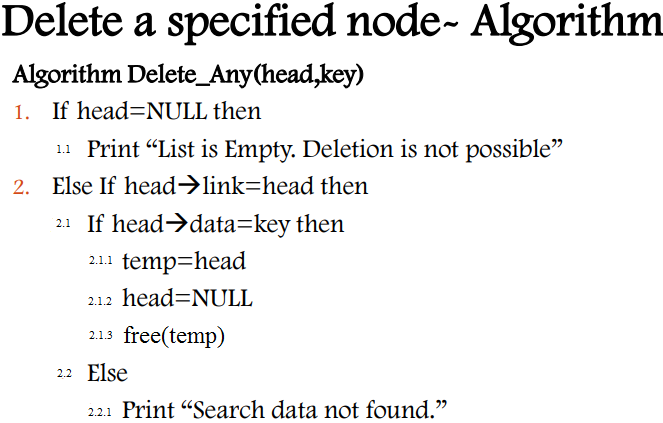 Delete a specified node~ Algorithm
Algorithm Delete_Any(head,key)
1. If head=NULL then
1.1 Print “List is Empty. Deletion is not possible”
2. Else If head→link=head then
2.1 If head→data=key then
2.1.1 temp=head
2.1.2 head=NULL
2.1.3 free(temp)
2.2 Else
2.2.1 Print “Search data not found.”